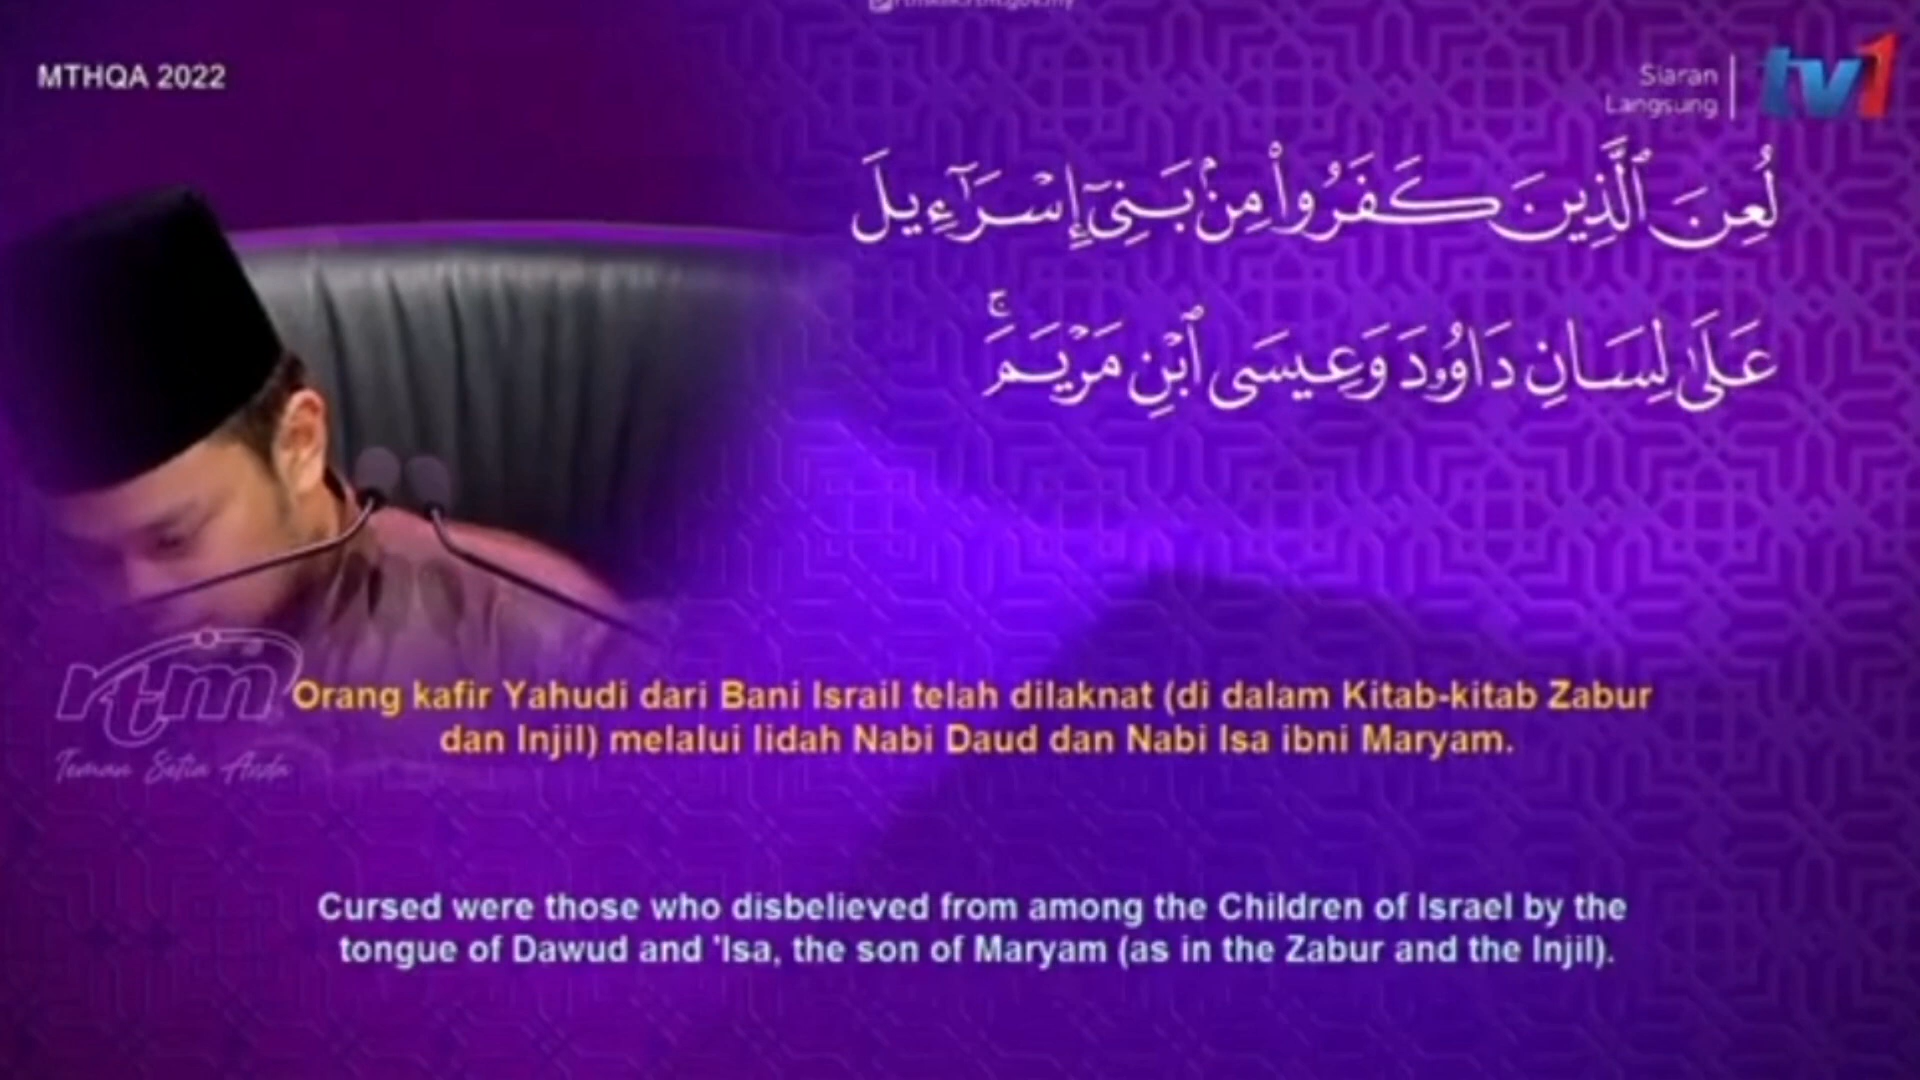 MTHQA 2022
Siaran
Langsung
tv1
لُعِنَ ٱلَّذِينَ كَفَرُواْ مِنۢ بَنِىٓ إِسۡرَٰٓءِيلَ
عَلَىٰ لِسَانِ دَاوُۥدَ وَعِيسَى ٱبۡنِ مَرۡيَمَۚ
rtm
Teman Setia Anda
Orang kafir Yahudi dari Bani Israil telah dilaknat (di dalam Kitab-kitab Zabur
dan Injil) melalui lidah Nabi Daud dan Nabi Isa ibni Maryam.
Cursed were those who disbelieved from among the Children of Israel by the
tongue of Dawud and 'Isa, the son of Maryam (as in the Zabur and the Injil).